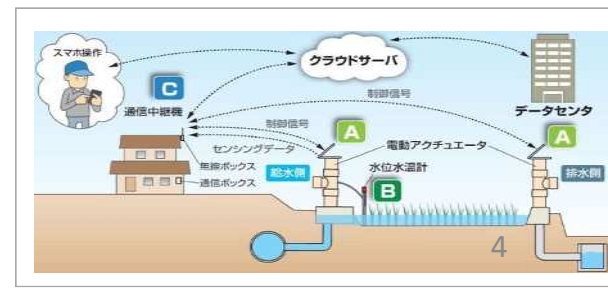 スマホ操作
クラウドサーバ
C
通信中継機
制御信号
データセンタ
制御信号
A
A
センシングデータ
電動アクチュエータ
無線ボックス
給水側
水位水温計
排水側
通信ボックス
B
4